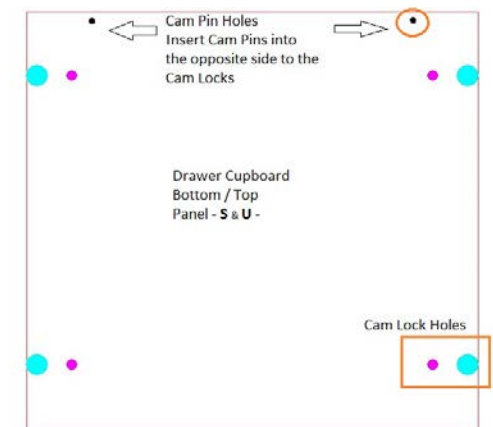 Cam Pin Holes
Insert Cam Pins into
the opposite side to the
Cam Locks
Drawer Cupboard
Bottom / Top
Panel - S & U -
Cam Lock Holes